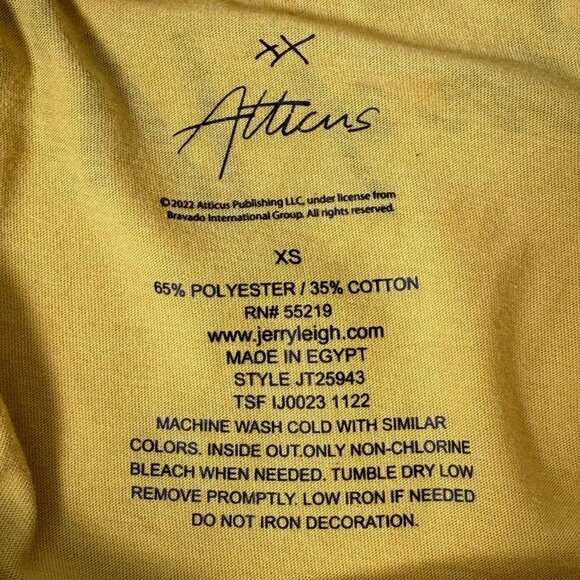 xX
Atticus
©2022 Atticus Publishing LLC, under license from
Bravado International Group. All rights reserved.
XS
65% POLYESTER / 35% COTTON
RN# 55219
www.jerryleigh.com
MADE IN EGYPT
STYLE JT25943
TSF IJ0023 1122
MACHINE WASH COLD WITH SIMILAR
COLORS. INSIDE OUT.ONLY NON-CHLORINE
BLEACH WHEN NEEDED. TUMBLE DRY LOW
REMOVE PROMPTLY. LOW IRON IF NEEDED
DO NOT IRON DECORATION.